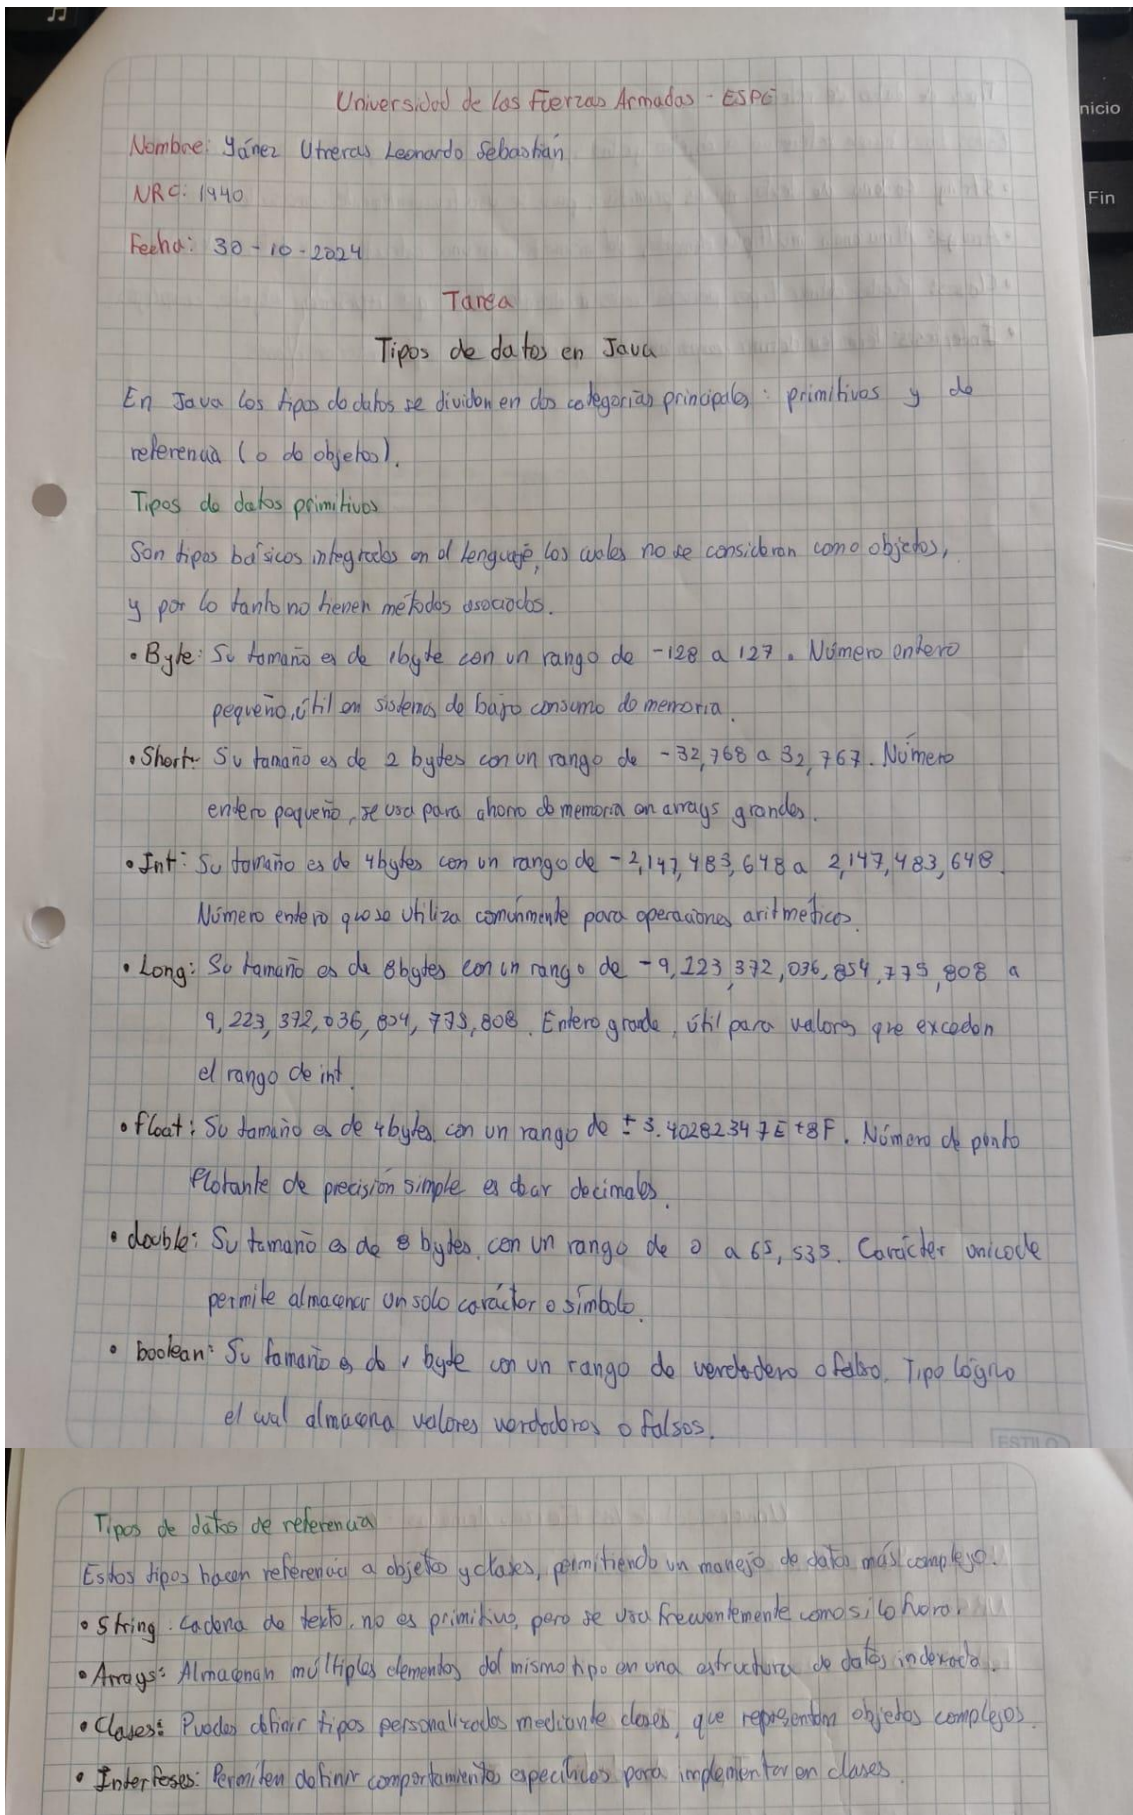 Universidad de las Fuerzas Armadas - ESPE
Nombre: Yánez Utreras Leonardo Sebastián
NRC: 1940
Fecha: 30-10-2024
Tarea
Tipos de datos en Java
En Java los tipos de datos se dividen en dos categorías principales: primitivos y de
referencia (o de objetos).
Tipos de datos primitivos
Son tipos básicos integrados en el lenguaje, los cuales no se consideran como objetos,
y por lo tanto no tienen métodos asociados.
• Byte: Su tamaño es de 1byte con un rango de -128 a 127. Número entero
pequeño, útil en sistemas de bajo consumo de memoria.
• Short: Su tamaño es de 2 bytes con un rango de -32,768 a 32,767. Número
entero pequeño, se usa para ahorro de memoria en arrays grandes.
• Int: Su tamaño es de 4bytes con un rango de -2,147,483,648 a 2,147,483,648.
Número entero que se utiliza comúnmente para operaciones aritméticas.
• Long: Su tamaño es de 8bytes con un rango de -9,223,372,036,854,775,808 a
9,223,372,036,854,775,808. Entero grande, útil para valores que exceden
el rango de int.
• float: Su tamaño es de 4bytes, con un rango de ± 3.40282347E+8F. Número de punto
flotante de precisión simple es decir decimales.
• double: Su tamaño es de 8 bytes, con un rango de 0 a 65,535. Carácter unicode
permite almacenar un solo carácter o símbolo.
• boolean: Su tamaño es de 1 byte con un rango de verdadero o falso. Tipo lógico
el cual almacena valores verdaderos o falsos.
ESTILO
Tipos de datos de referencia
Estos tipos hacen referencia a objetos y clases, permitiendo un manejo de datos más complejo.
• String. Cadena de texto, no es primitivo, pero se usa frecuentemente como si lo fuera.
• Arrays: Almacenan múltiples elementos del mismo tipo en una estructura de datos indexada.
• Clases: Puedes definir tipos personalizados mediante clases, que representan objetos complejos.
• Interfeses: Permiten definir comportamientos específicos para implementar en clases.
nicio
Fin